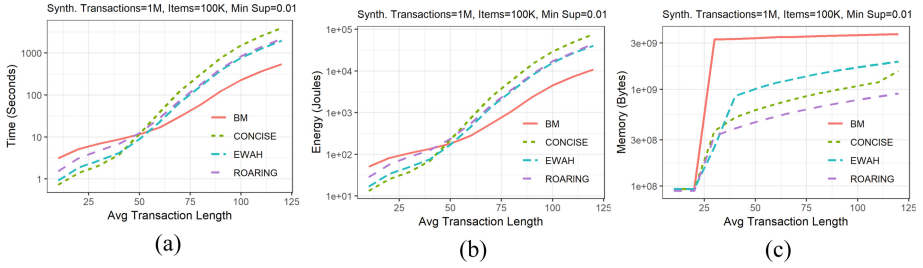 Synth. Transactions=1M, Items=100K, Min Sup=0.01
Time (Seconds)
1000
100
10
1
BM
CONCISE
EWAH
ROARING
25
50
75
100
125
Avg Transaction Length
(a)
Synth. Transactions=1M, Items=100K, Min Sup=0.01
Energy (Joules)
1e+05
1e+04
1e+03
1e+02
1e+01
BM
CONCISE
EWAH
ROARING
25
50
75
100
125
Avg Transaction Length
(b)
Synth. Transactions=1M, Items=100K, Min Sup=0.01
Memory (Bytes)
3e+09
1e+09
3e+08
1e+08
BM
CONCISE
EWAH
ROARING
25
50
75
100
125
Avg Transaction Length
(c)